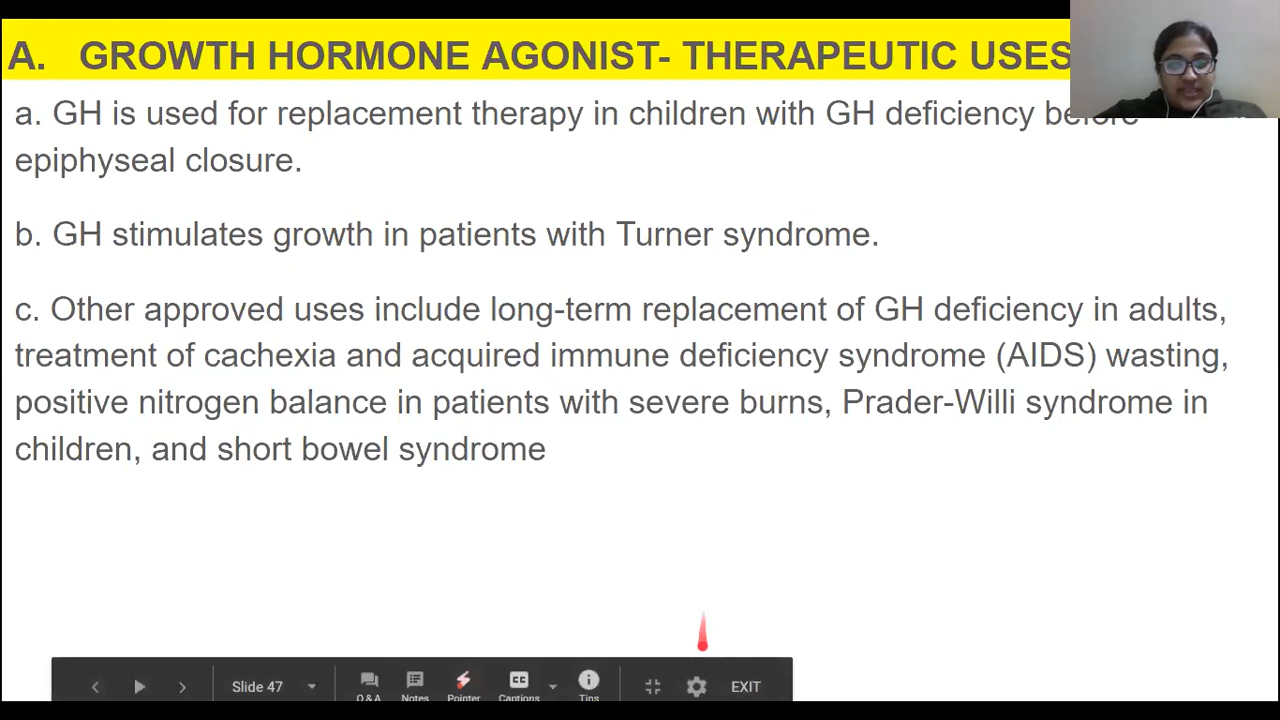 A. GROWTH HORMONE AGONIST- THERAPEUTIC USES
a. GH is used for replacement therapy in children with GH deficiency before
epiphyseal closure.
b. GH stimulates growth in patients with Turner syndrome.
c. Other approved uses include long-term replacement of GH deficiency in adults,
treatment of cachexia and acquired immune deficiency syndrome (AIDS) wasting,
positive nitrogen balance in patients with severe burns, Prader-Willi syndrome in
children, and short bowel syndrome
Slide 47
Q & A Notes Pointer CC Captions Tips
EXIT